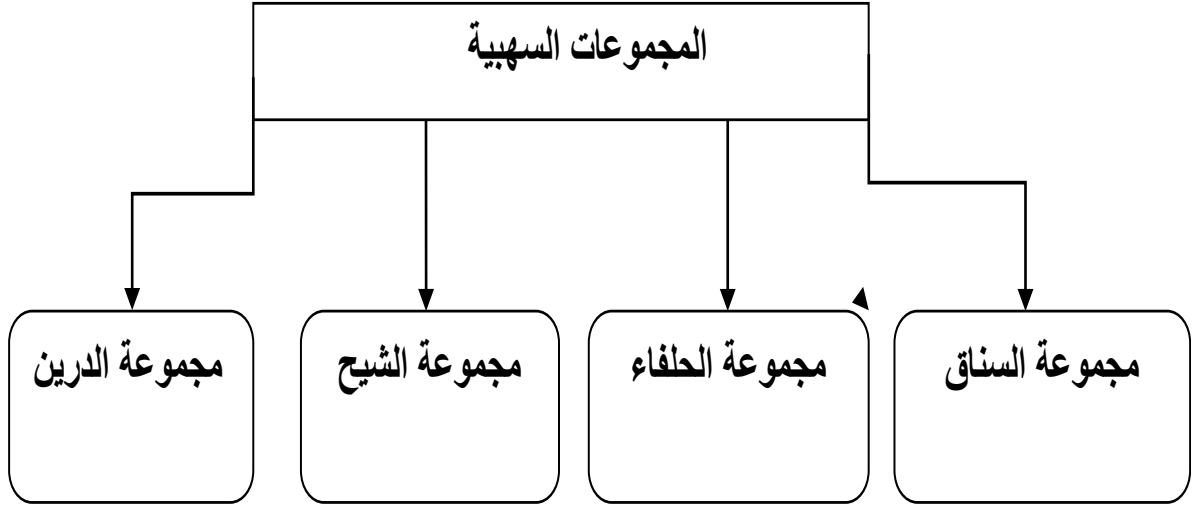 المجموعات السهبية
مجموعة السناق
مجموعة الحلفاء
مجموعة الشيح
مجموعة الدرين